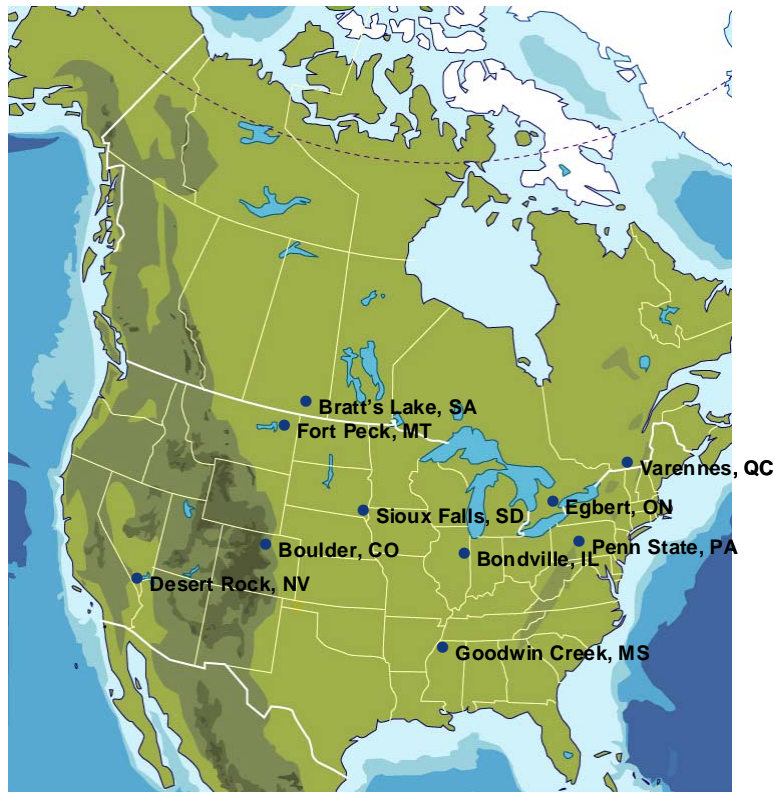 Bratt's Lake, SA
Fort Peck, MT
Varennes, QC
Egbert, ON
Sioux Falls, SD
Penn State, PA
Boulder, CO
Bondville, IL
Desert Rock, NV
Goodwin Creek, MS